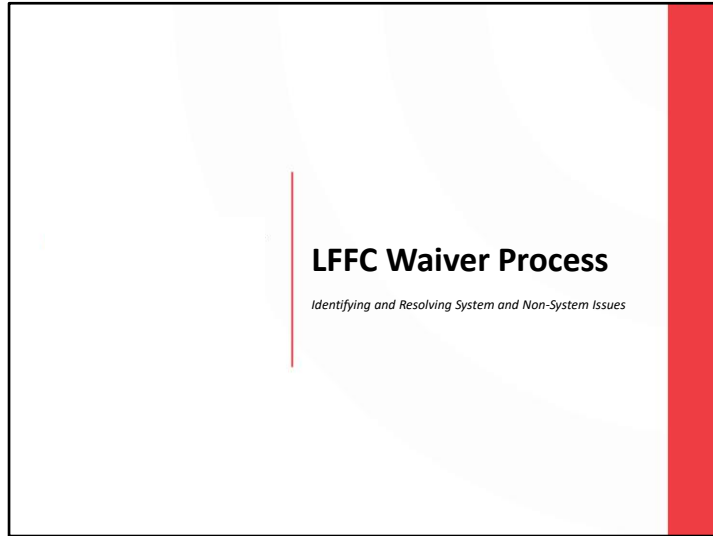 LFFC Waiver Process
Identifying and Resolving System and Non-System Issues